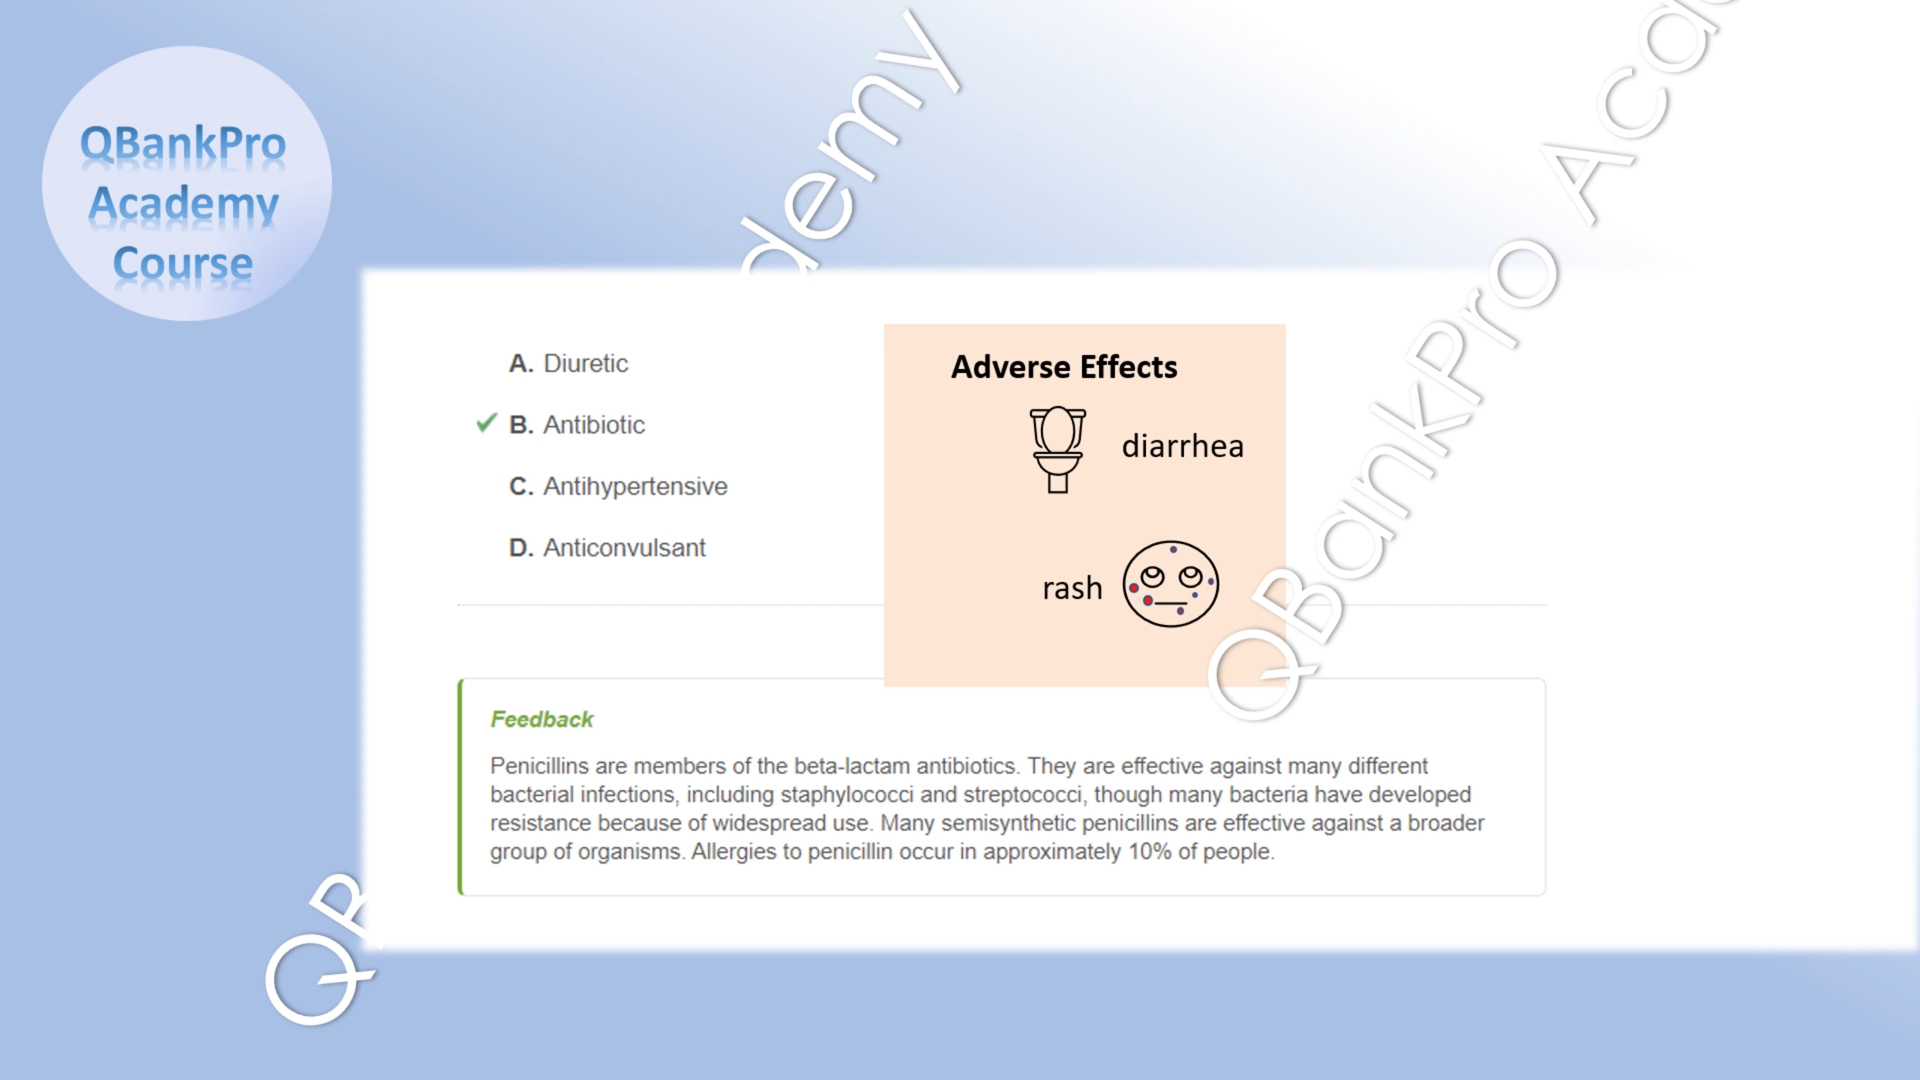 QBankPro
Academy
Course
demy
QBankPro Acad
A. Diuretic
✓ B. Antibiotic
C. Antihypertensive
D. Anticonvulsant
Adverse Effects
diarrhea
rash
Feedback
Penicillins are members of the beta-lactam antibiotics. They are effective against many different
bacterial infections, including staphylococci and streptococci, though many bacteria have developed
resistance because of widespread use. Many semisynthetic penicillins are effective against a broader
group of organisms. Allergies to penicillin occur in approximately 10% of people.
QB